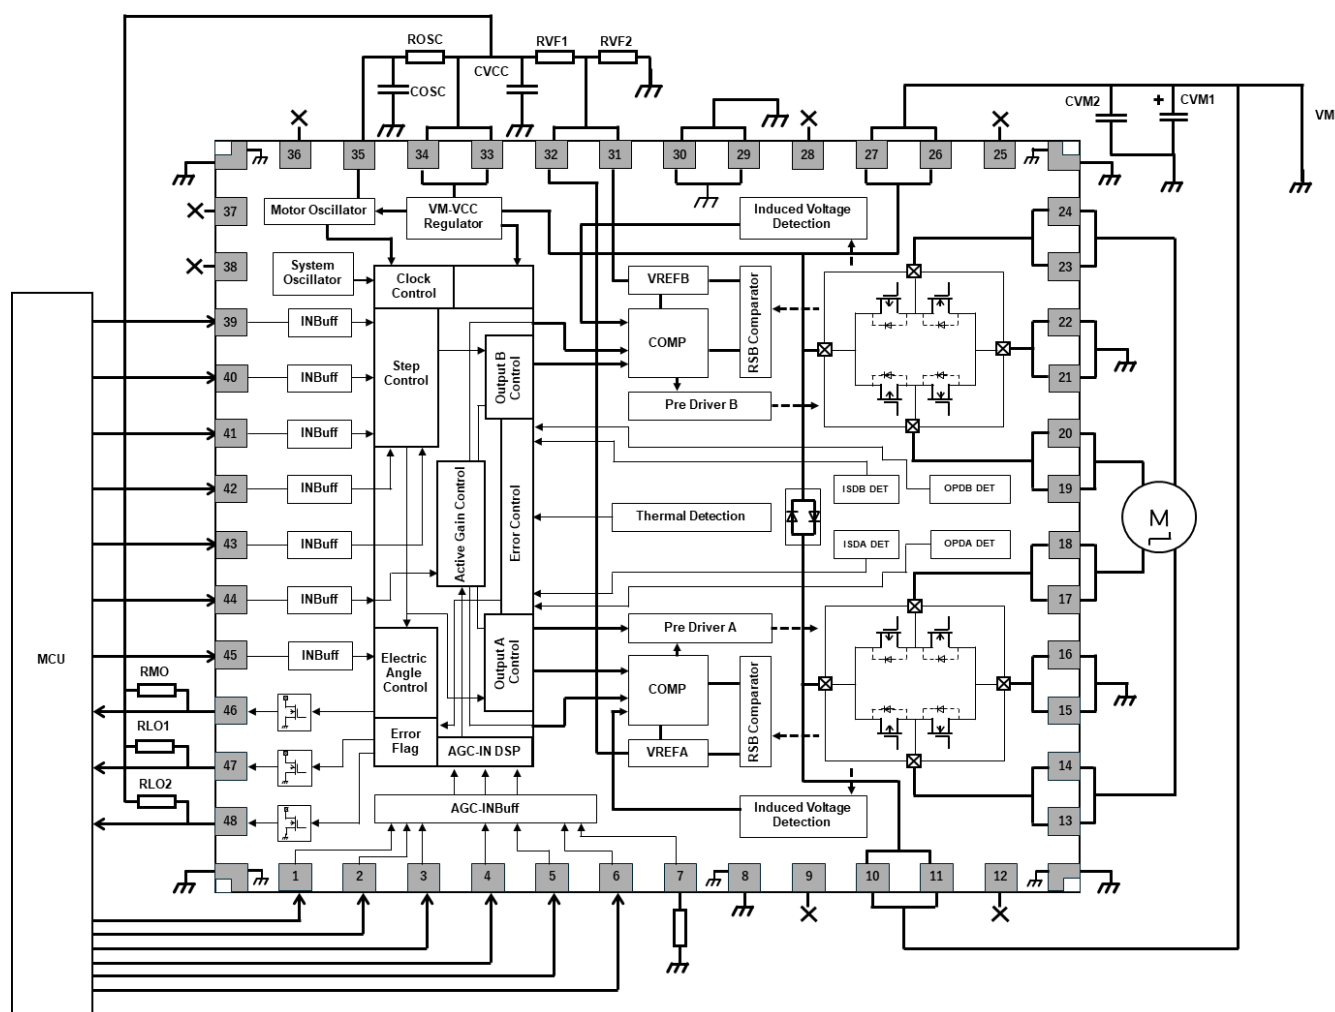 ROSC
RVF1
RVF2
COSC
CVCC
CVM2
+
CVM1
VM
36
35
34
33
32
31
30
29
28
27
26
25
37
Motor Oscillator
VM-VCC
Regulator
Induced Voltage
Detection
24
38
System
Oscillator
Clock
Control
VREFB
RSB Comparator
23
39
INBuff
Step
Control
Output B
Control
COMP
22
40
INBuff
Pre Driver B
21
41
INBuff
20
42
INBuff
Active Gain Control
Error Control
ISDB DET
OPDB DET
19
Thermal Detection
M
43
INBuff
ISDA DET
OPDA DET
18
44
INBuff
17
MCU
45
INBuff
Electric
Angle
Control
Output A
Control
Pre Driver A
16
RMO
46
COMP
RSB Comparator
15
RLO1
47
Error
Flag
AGC-IN DSP
VREFA
14
RLO2
48
AGC-INBuff
Induced Voltage
Detection
13
1
2
3
4
5
6
7
8
9
10
11
12